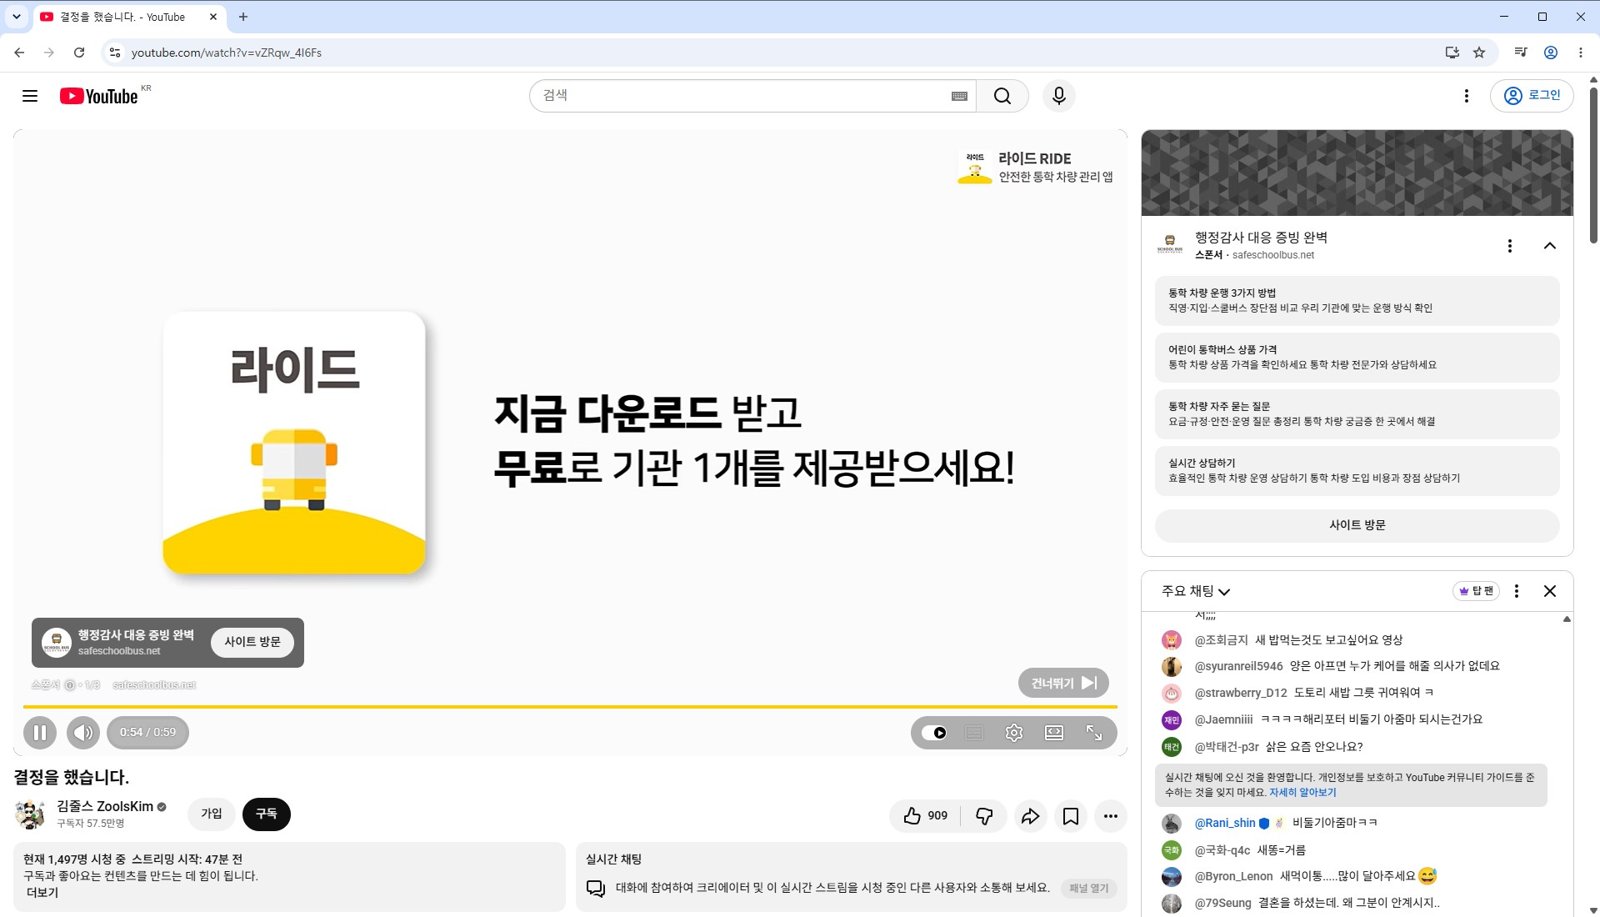 결정을 했습니다. - YouTube
youtube.com/watch?v=vZRqw_4I6Fs
YouTube KR
검색
로그인
라이드
라이드 RIDE
안전한 통학 차량 관리 앱
라이드
지금 다운로드 받고
무료로 기관 1개를 제공받으세요!
행정감사 대응 증빙 완벽
safeschoolbus.net
사이트 방문
스폰서 · 1/3 safeschoolbus.net
건너뛰기
0:54 / 0:59
결정을 했습니다.
김줄스 ZoolsKim
구독자 57.5만명
가입
구독
909
현재 1,497명 시청 중 스트리밍 시작: 47분 전
구독과 좋아요는 컨텐츠를 만드는 데 힘이 됩니다.
더보기
실시간 채팅
대화에 참여하여 크리에이터 및 이 실시간 스트림을 시청 중인 다른 사용자와 소통해 보세요.
패널 열기
SCHOOL BUS
행정감사 대응 증빙 완벽
스폰서 · safeschoolbus.net
통학 차량 운행 3가지 방법
직영·지입·스쿨버스 장단점 비교 우리 기관에 맞는 운행 방식 확인
어린이 통학버스 상품 가격
통학 차량 상품 가격을 확인하세요 통학 차량 전문가와 상담하세요
통학 차량 자주 묻는 질문
요금·규정·안전·운영 질문 총정리 통학 차량 궁금증 한 곳에서 해결
실시간 상담하기
효율적인 통학 차량 운영 상담하기 통학 차량 도입 비용과 장점 상담하기
사이트 방문
주요 채팅
탑 팬
@조회금지 새 밥먹는것도 보고싶어요 영상
@syuranreil5946 양은 아프면 누가 케어를 해줄 의사가 없데요
@strawberry_D12 도토리 새밥 그릇 귀여워여 ㅋ
재민 @Jaemniiii ㅋㅋㅋㅋ해리포터 비둘기 아줌마 되시는건가요
태건 @박태건-p3r 삵은 요즘 안오나요?
실시간 채팅에 오신 것을 환영합니다. 개인정보를 보호하고 YouTube 커뮤니티 가이드를 준
수하는 것을 잊지 마세요. 자세히 알아보기
@Rani_shin 비둘기아줌마ㅋㅋ
국화 @국화-q4c 새똥=거름
@Byron_Lenon 새먹이통.....많이 달아주세요
@79Seung 결혼을 하셨는데. 왜 그분이 안계시지..